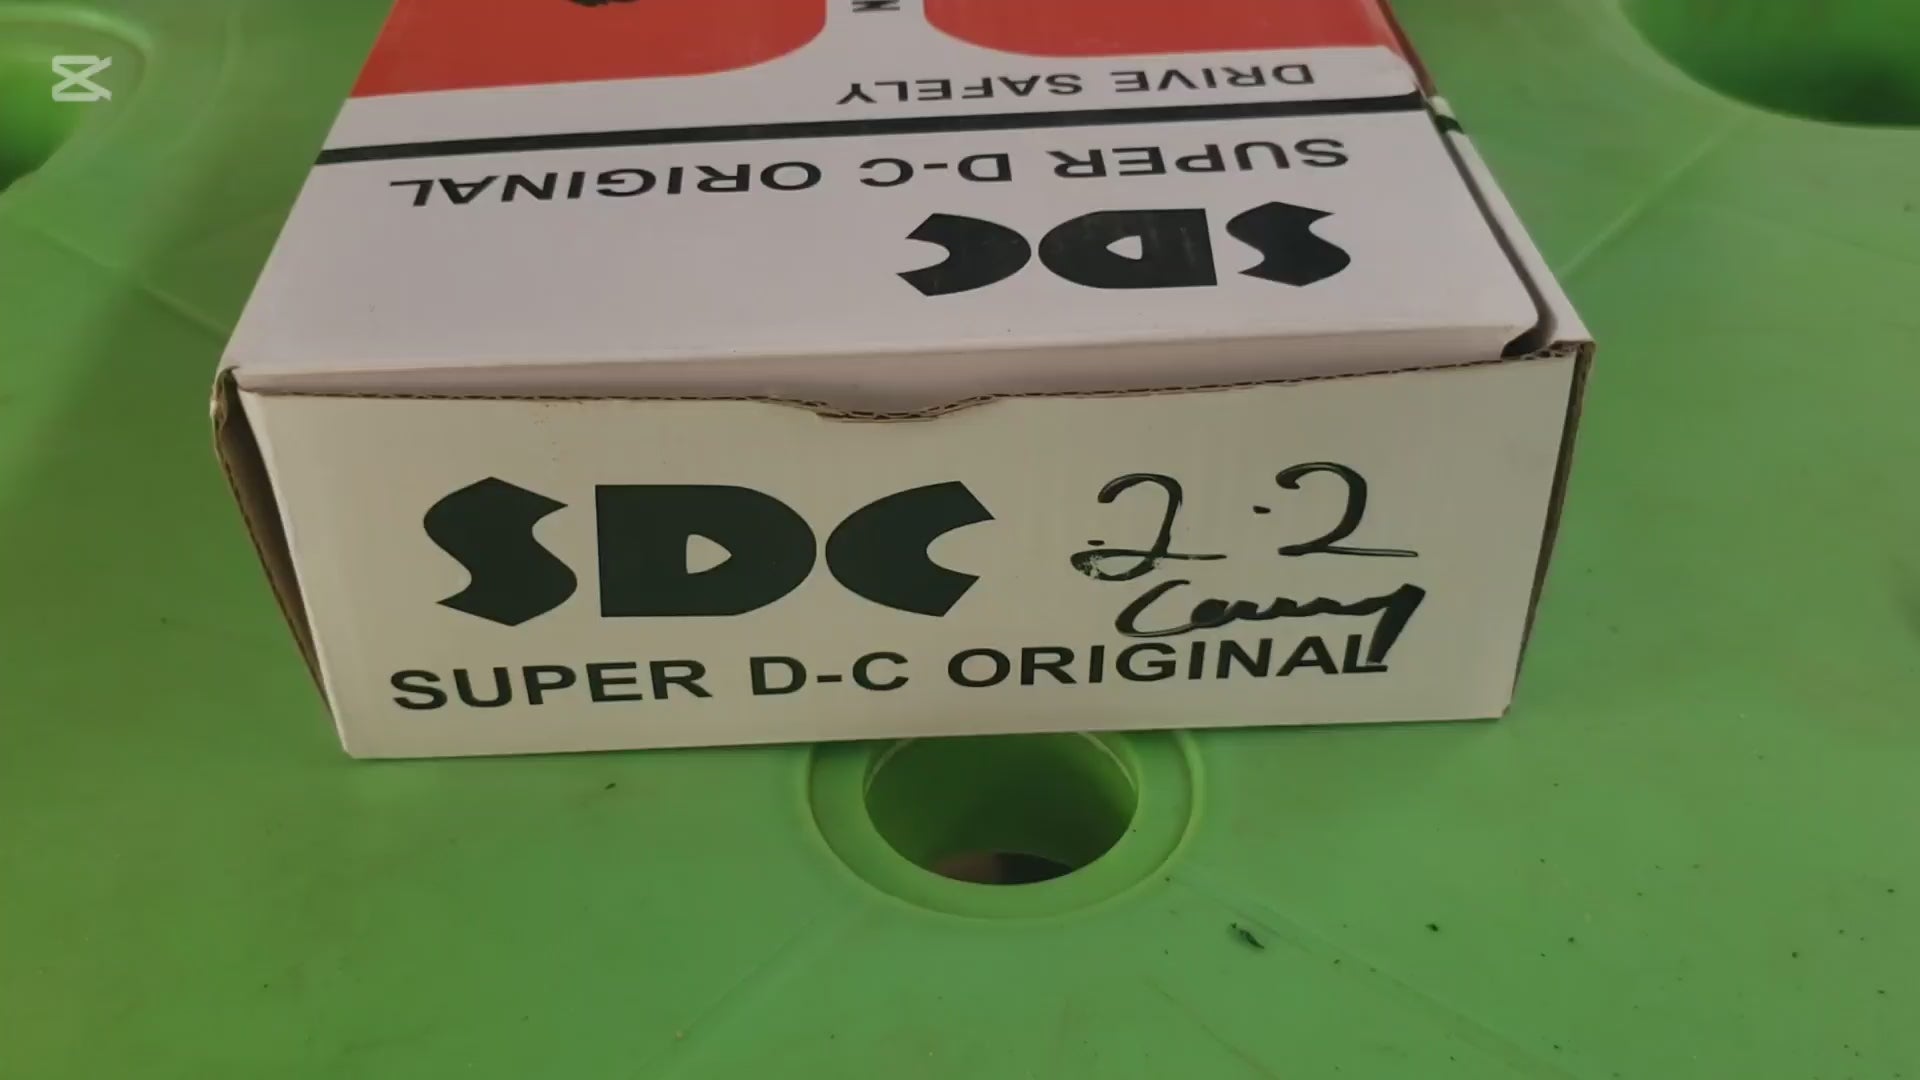 DRIVE SAFELY
SUPER D-C ORIGINAL
SDC
SDC 2.2
SUPER D-C ORIGINAL